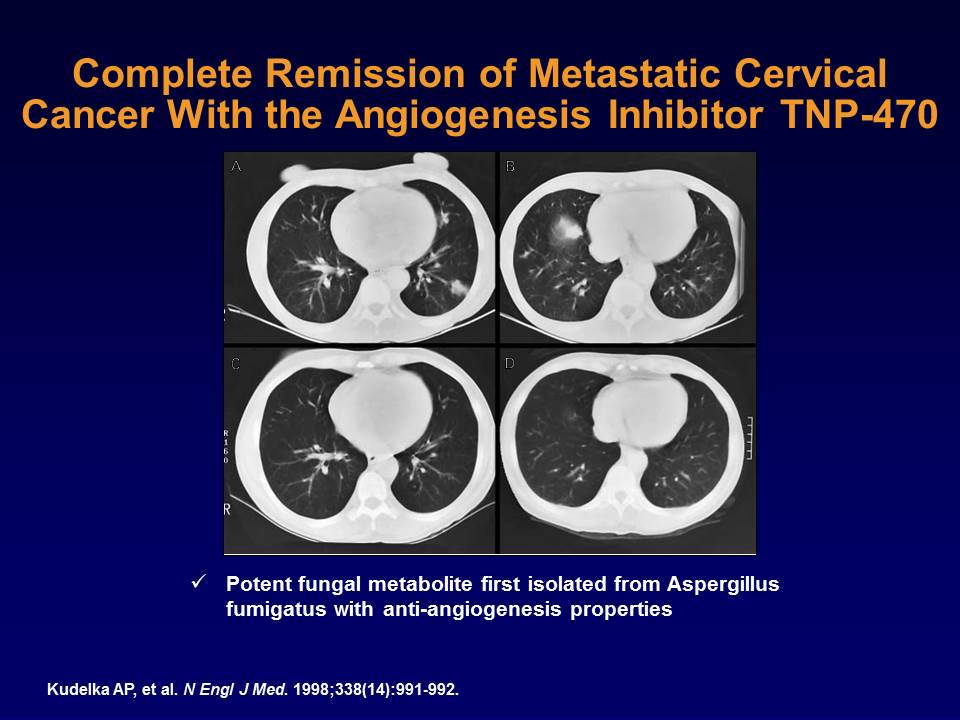 Complete Remission of Metastatic Cervical
Cancer With the Angiogenesis Inhibitor TNP-470
A
B
C
D
R
1
6
0
R
✓ Potent fungal metabolite first isolated from Aspergillus
fumigatus with anti-angiogenesis properties
Kudelka AP, et al. N Engl J Med. 1998;338(14):991-992.